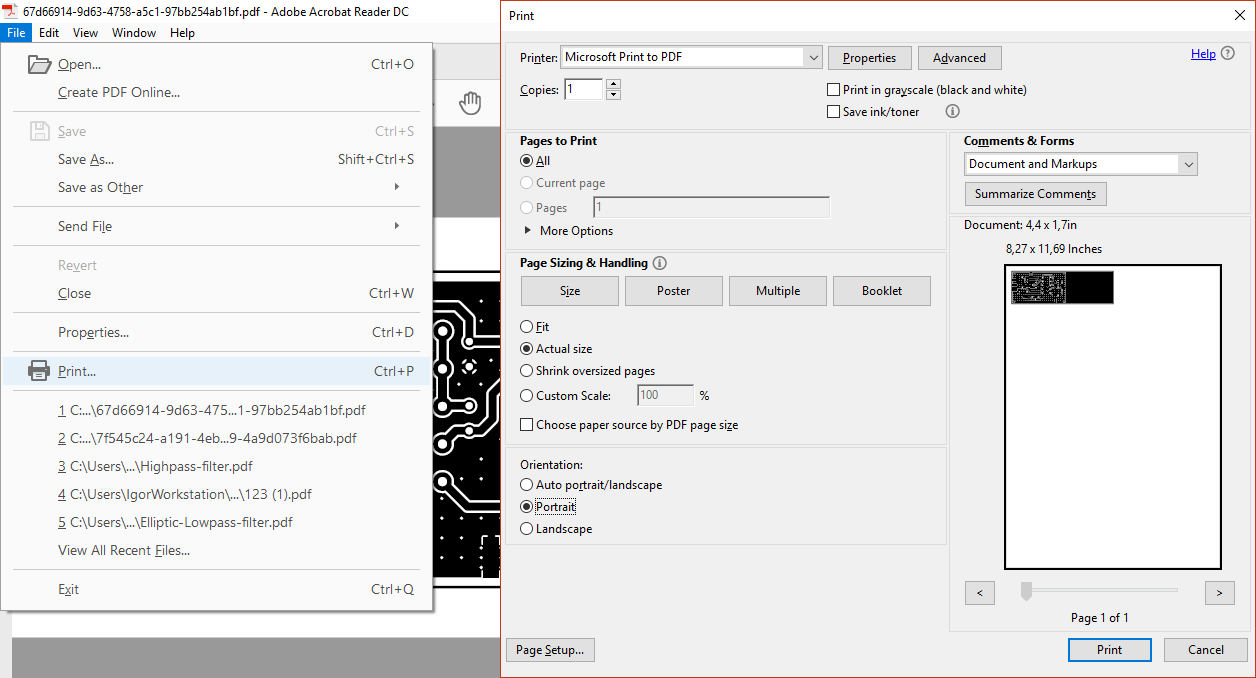 67d66914-9d63-4758-a5c1-97bb254ab1bf.pdf - Adobe Acrobat Reader DC
File Edit View Window Help
Open... Ctrl+O
Create PDF Online...
Save Ctrl+S
Save As... Shift+Ctrl+S
Save as Other
Send File
Revert
Close Ctrl+W
Properties... Ctrl+D
Print... Ctrl+P
1 C:...\67d66914-9d63-475...1-97bb254ab1bf.pdf
2 C:...\7f545c24-a191-4eb...9-4a9d073f6bab.pdf
3 C:\Users\...\Highpass-filter.pdf
4 C:\Users\IgorWorkstation\...\123 (1).pdf
5 C:\Users\...\Elliptic-Lowpass-filter.pdf
View All Recent Files...
Exit Ctrl+Q
Print
Printer: Microsoft Print to PDF Properties Advanced Help ?
Copies: 1 Print in grayscale (black and white)
Save ink/toner
Pages to Print
All
Current page
Pages 1
More Options
Page Sizing & Handling
Size Poster Multiple Booklet
Fit
Actual size
Shrink oversized pages
Custom Scale: 100 %
Choose paper source by PDF page size
Orientation:
Auto portrait/landscape
Portrait
Landscape
Comments & Forms
Document and Markups
Summarize Comments
Document: 4,4 x 1,7in
8,27 x 11,69 Inches
< >
Page 1 of 1
Page Setup... Print Cancel